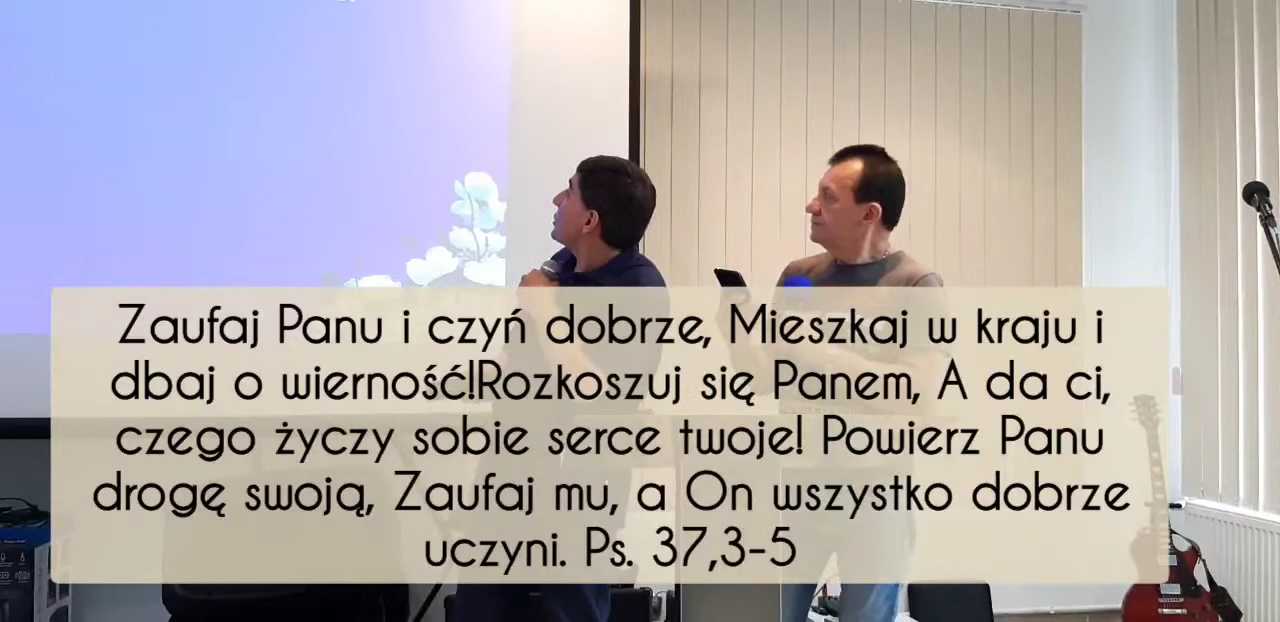 Zaufaj Panu i czyń dobrze, Mieszkaj w kraju i
dbaj o wierność!Rozkoszuj się Panem, A da ci,
czego życzy sobie serce twoje! Powierz Panu
drogę swoją, Zaufaj mu, a On wszystko dobrze
uczyni. Ps. 37,3-5